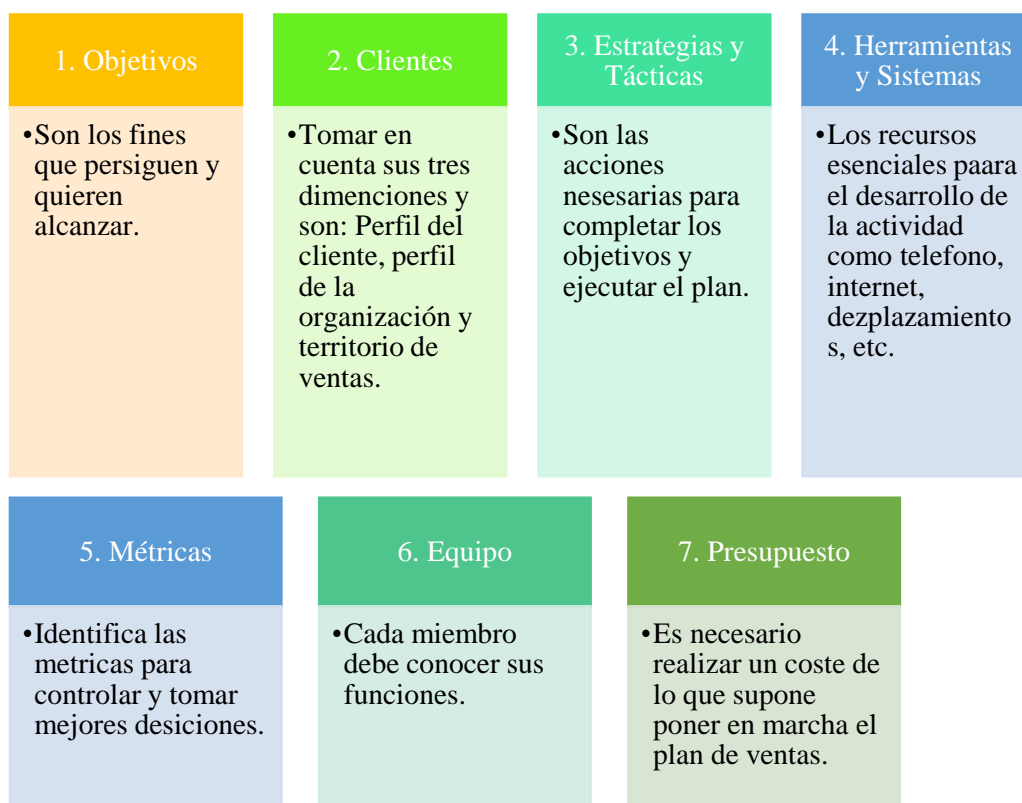 1. Objetivos
•Son los fines
que persiguen y
quieren
alcanzar.
2. Clientes
•Tomar en
cuenta sus tres
dimenciones y
son: Perfil del
cliente, perfil
de la
organización y
territorio de
ventas.
3. Estrategias y
Tácticas
•Son las
acciones
nesesarias para
completar los
objetivos y
ejecutar el plan.
4. Herramientas
y Sistemas
•Los recursos
esenciales paara
el desarrollo de
la actividad
como telefono,
internet,
dezplazamiento
s, etc.
5. Métricas
•Identifica las
metricas para
controlar y tomar
mejores desiciones.
6. Equipo
•Cada miembro
debe conocer sus
funciones.
7. Presupuesto
•Es necesario
realizar un coste de
lo que supone
poner en marcha el
plan de ventas.